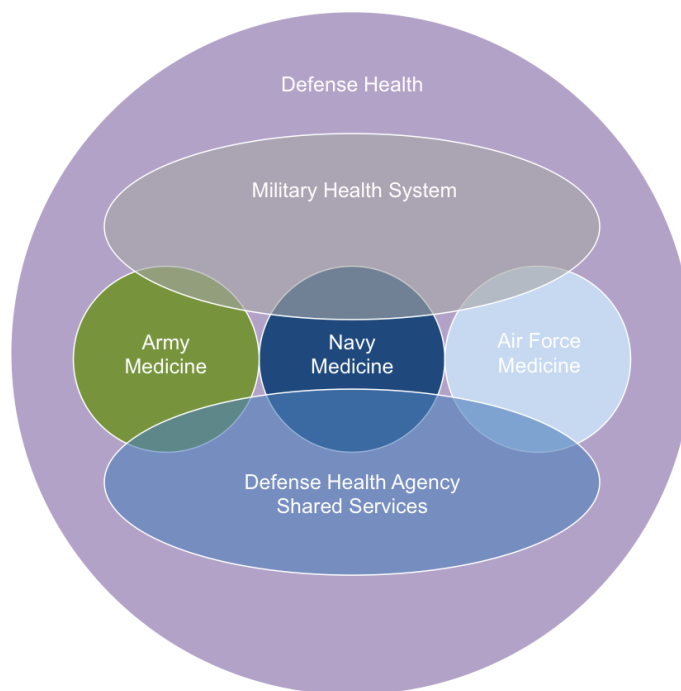 Defense Health
Military Health System
Army
Medicine
Navy
Medicine
Air Force
Medicine
Defense Health Agency
Shared Services